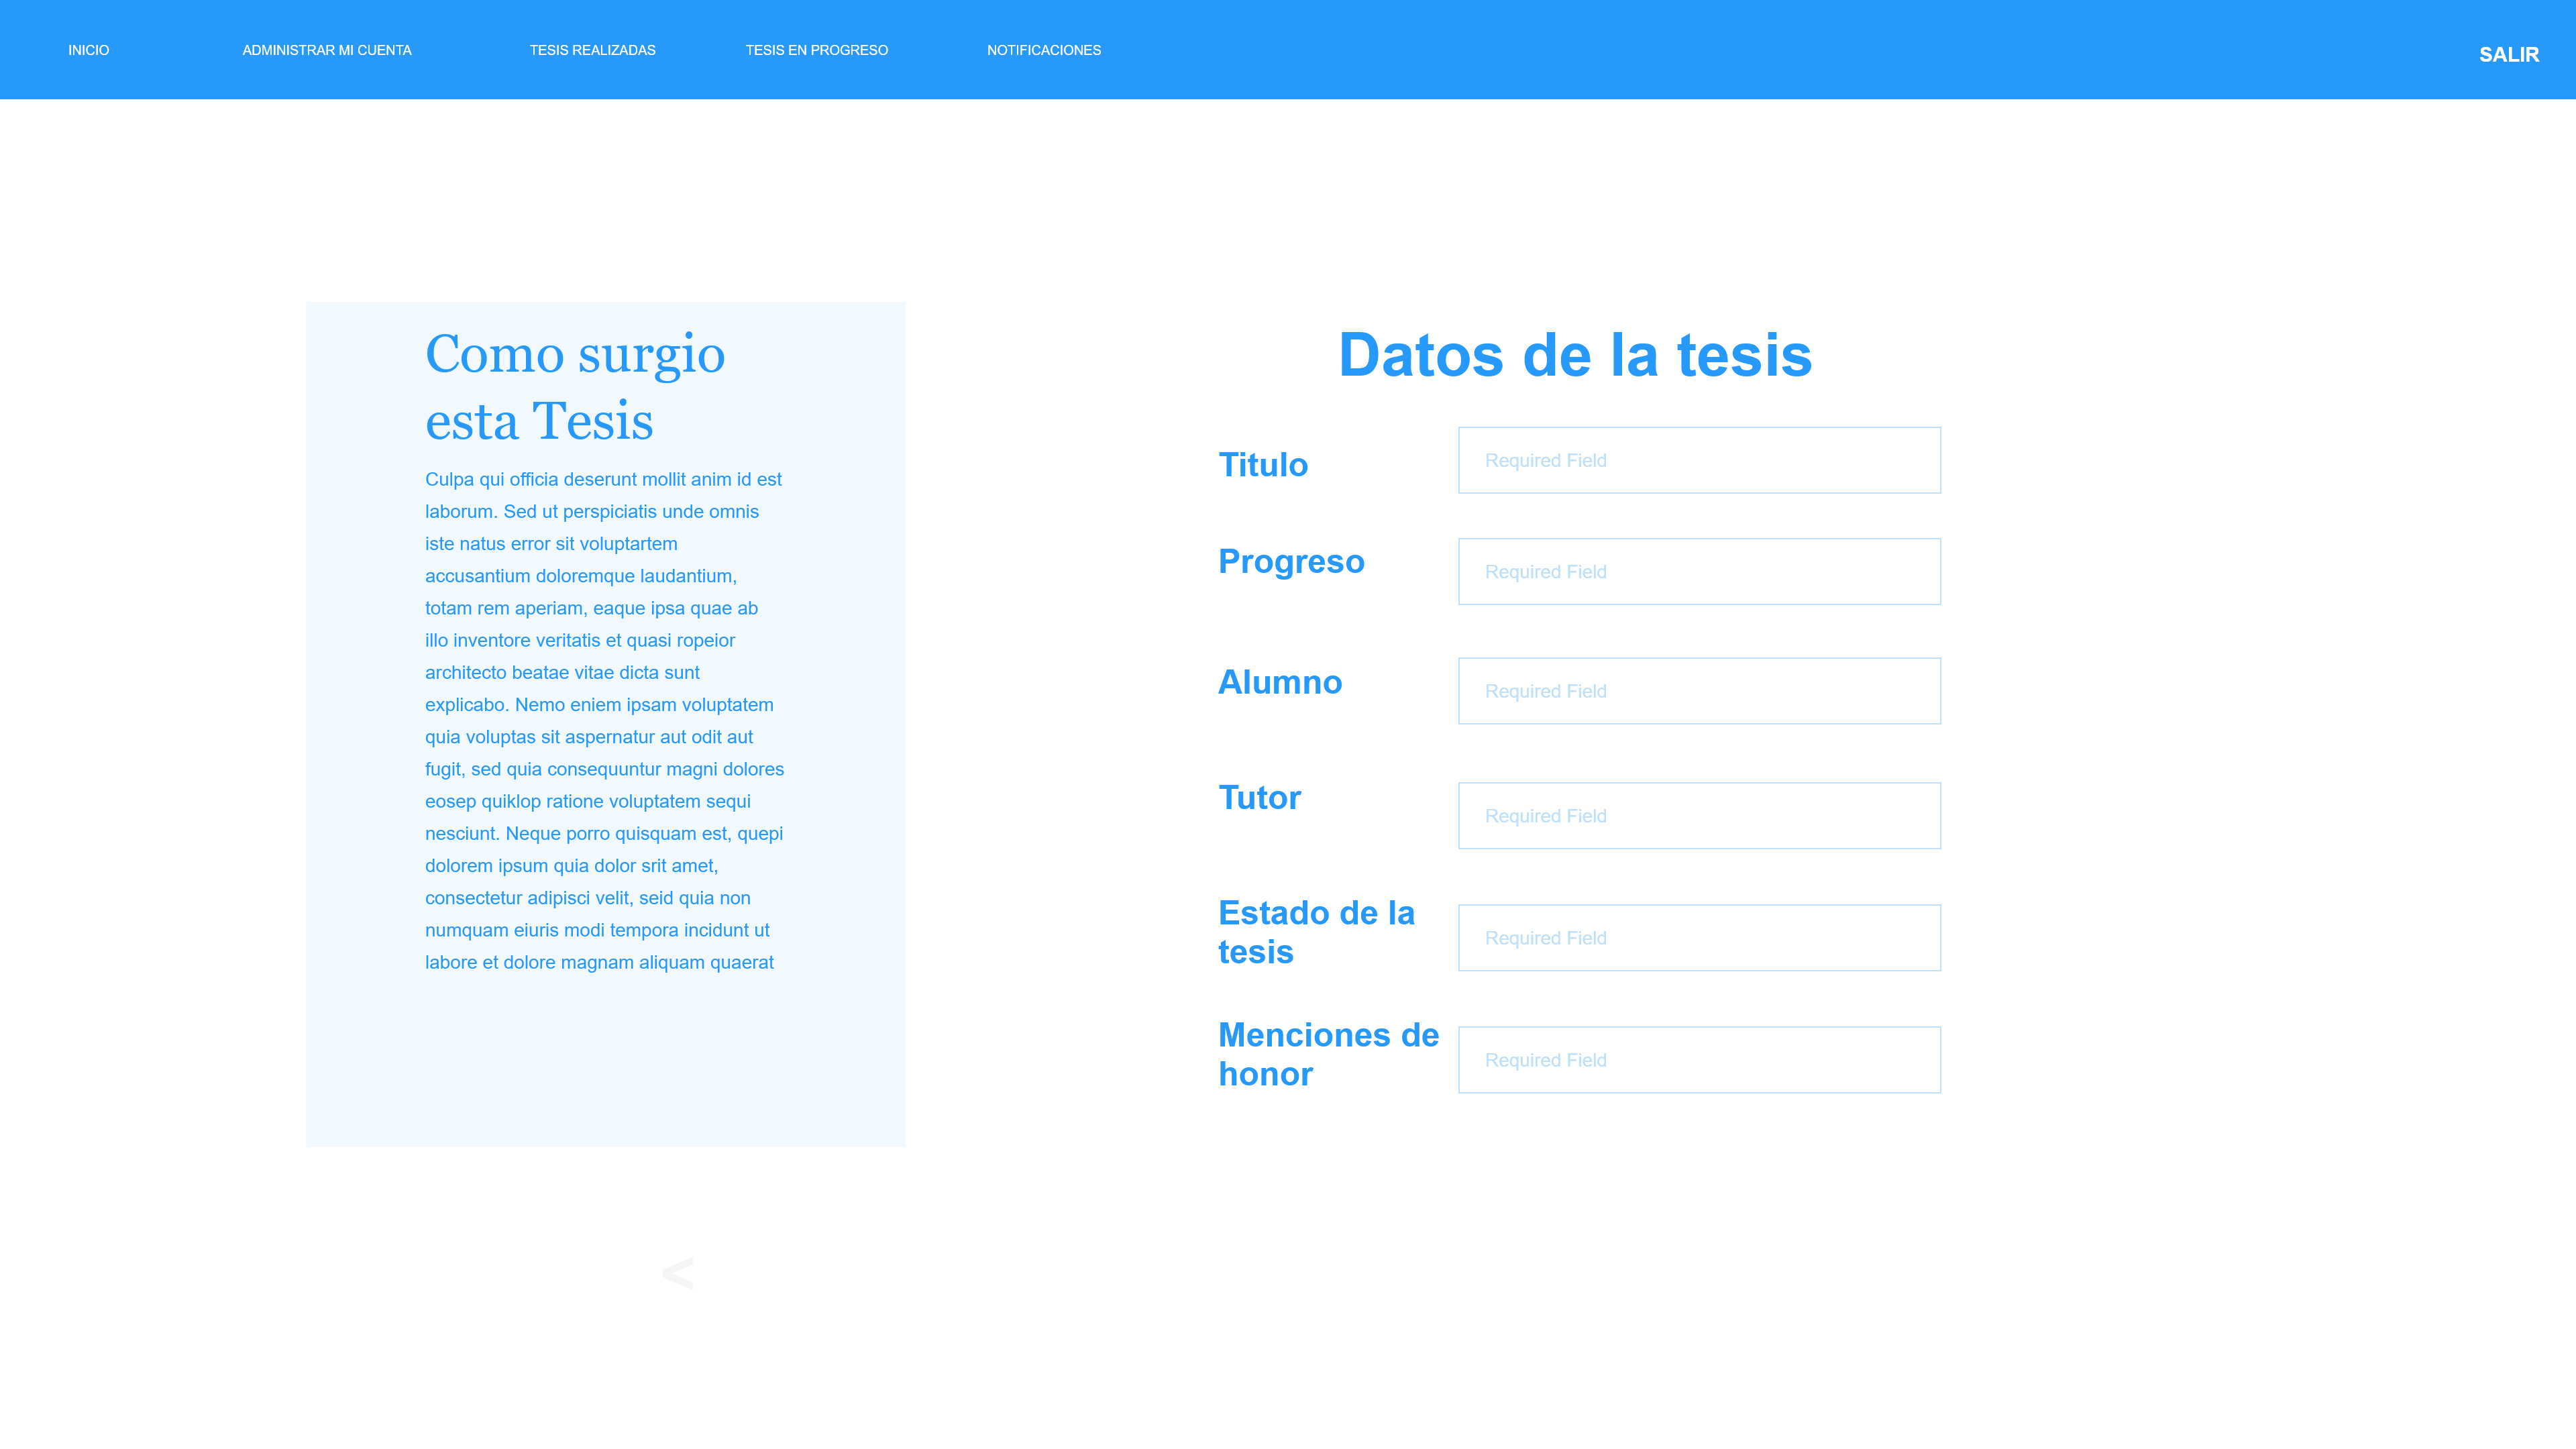 INICIO ADMINISTRAR MI CUENTA TESIS REALIZADAS TESIS EN PROGRESO NOTIFICACIONES SALIR
Como surgio
esta Tesis
Culpa qui officia deserunt mollit anim id est
laborum. Sed ut perspiciatis unde omnis
iste natus error sit voluptartem
accusantium doloremque laudantium,
totam rem aperiam, eaque ipsa quae ab
illo inventore veritatis et quasi ropeior
architecto beatae vitae dicta sunt
explicabo. Nemo eniem ipsam voluptatem
quia voluptas sit aspernatur aut odit aut
fugit, sed quia consequuntur magni dolores
eosep quiklop ratione voluptatem sequi
nesciunt. Neque porro quisquam est, quepi
dolorem ipsum quia dolor srit amet,
consectetur adipisci velit, seid quia non
numquam eiuris modi tempora incidunt ut
labore et dolore magnam aliquam quaerat
Datos de la tesis
Titulo
Required Field
Progreso
Required Field
Alumno
Required Field
Tutor
Required Field
Estado de la
tesis
Required Field
Menciones de
honor
Required Field
<